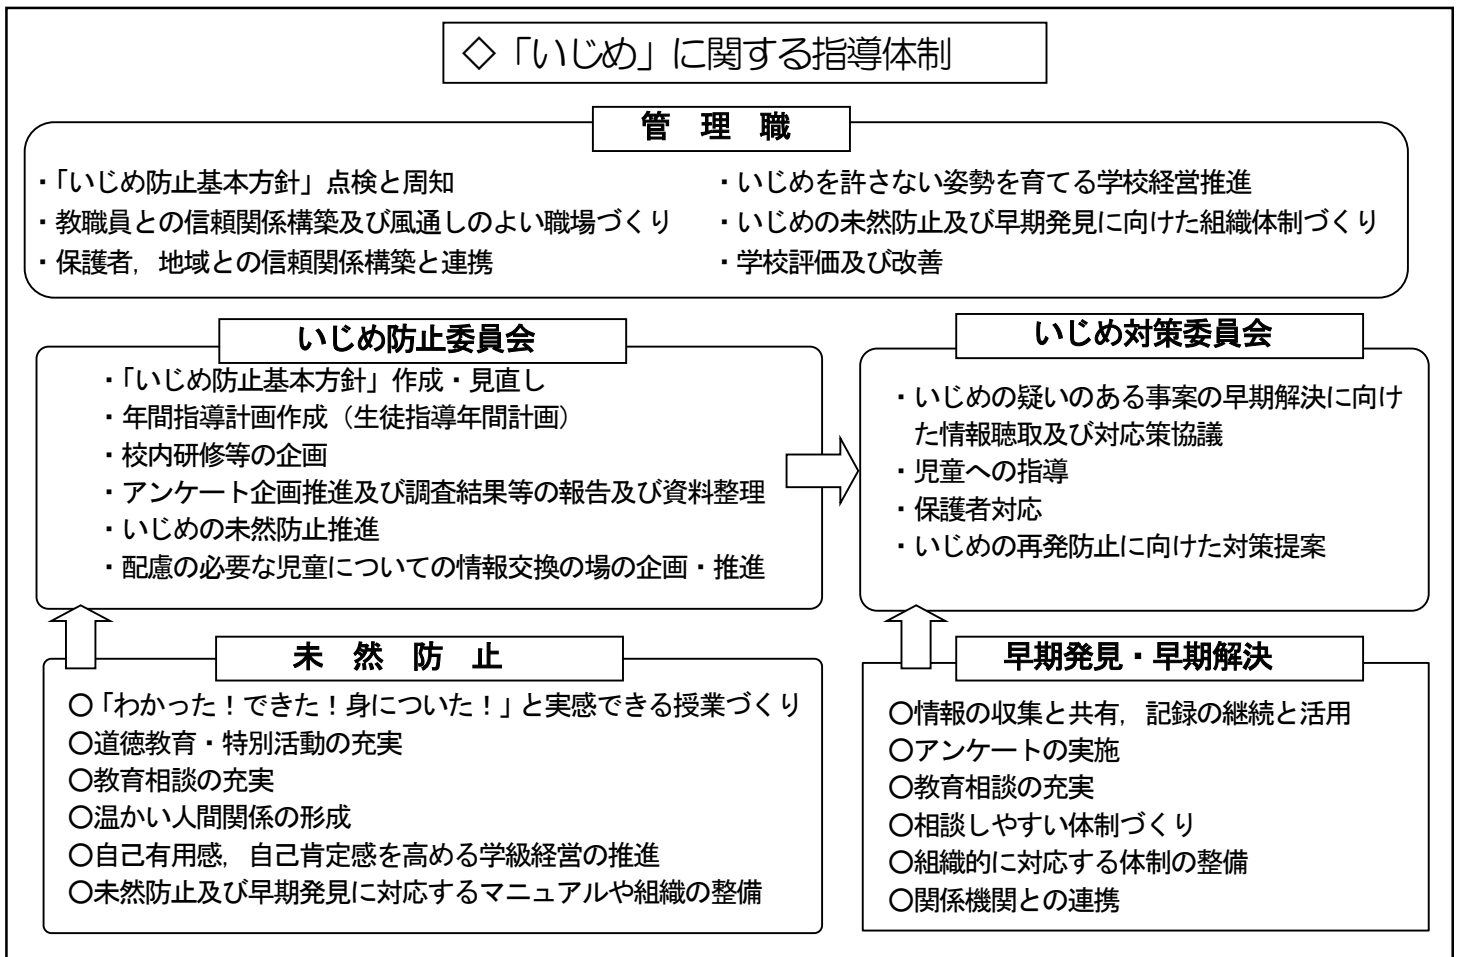 ◇「いじめ」に関する指導体制
管　理　職
・「いじめ防止基本方針」点検と周知
・教職員との信頼関係構築及び風通しのよい職場づくり
・保護者，地域との信頼関係構築と連携
・いじめを許さない姿勢を育てる学校経営推進
・いじめの未然防止及び早期発見に向けた組織体制づくり
・学校評価及び改善
いじめ防止委員会
・「いじめ防止基本方針」作成・見直し
・年間指導計画作成（生徒指導年間計画）
・校内研修等の企画
・アンケート企画推進及び調査結果等の報告及び資料整理
・いじめの未然防止推進
・配慮の必要な児童についての情報交換の場の企画・推進
いじめ対策委員会
・いじめの疑いのある事案の早期解決に向け
た情報聴取及び対応策協議
・児童への指導
・保護者対応
・いじめの再発防止に向けた対策提案
未　然　防　止
○「わかった！できた！身についた！」と実感できる授業づくり
○道徳教育・特別活動の充実
○教育相談の充実
○温かい人間関係の形成
○自己有用感，自己肯定感を高める学級経営の推進
○未然防止及び早期発見に対応するマニュアルや組織の整備
早期発見・早期解決
○情報の収集と共有，記録の継続と活用
○アンケートの実施
○教育相談の充実
○相談しやすい体制づくり
○組織的に対応する体制の整備
○関係機関との連携